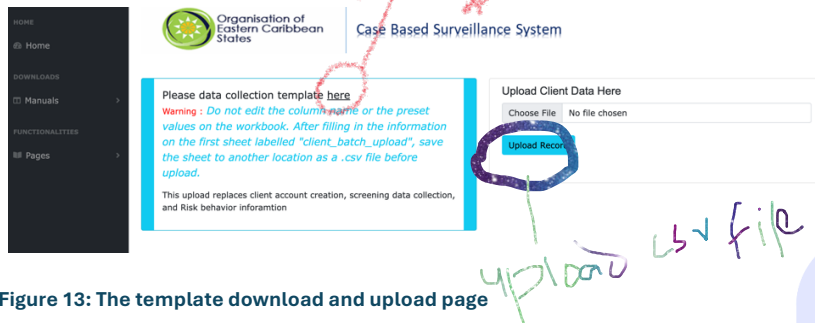 HOME
Home
DOWNLOADS
Manuals
FUNCTIONALITIES
Pages
Organisation of
Eastern Caribbean
States
Case Based Surveillance System
Please data collection template here
Warning : Do not edit the column name or the preset
values on the workbook. After filling in the information
on the first sheet labelled "client_batch_upload", save
the sheet to another location as a .csv file before
upload.
This upload replaces client account creation, screening data collection,
and Risk behavior inforamtion
Upload Client Data Here
Choose File No file chosen
Upload Record
upload csv file
Figure 13: The template download and upload page